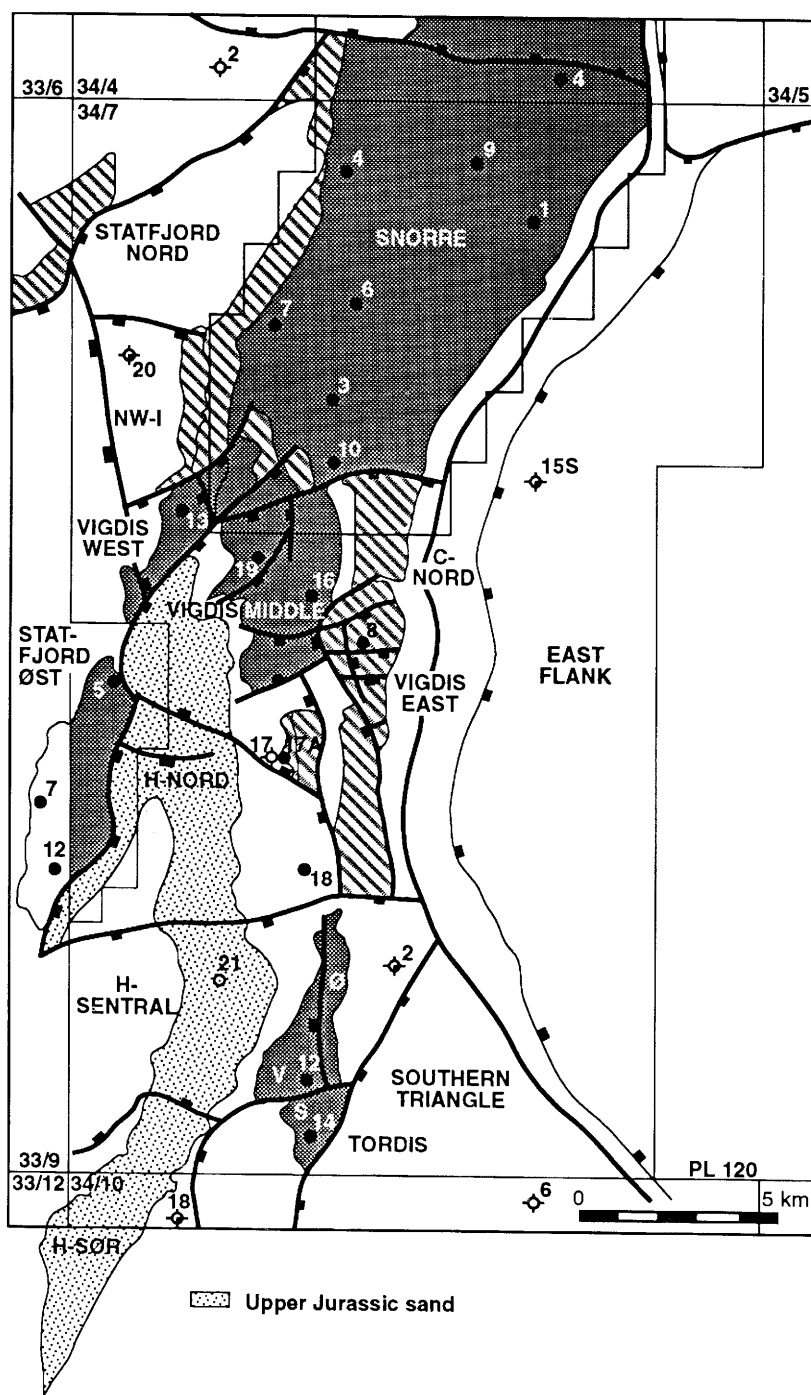 2
33/6
34/4
34/7
4
34/5
4
9
1
STATFJORD
NORD
SNORRE
6
7
20
3
NW-I
10
15S
13
VIGDIS
WEST
C-
NORD
19
16
VIGDIS MIDDLE
8
STAT-
FJORD
ØST
EAST
FLANK
5
VIGDIS
EAST
17
17A
H-NORD
7
12
18
2
21
Ø
H-
SENTRAL
V
12
SOUTHERN
TRIANGLE
S
14
TORDIS
33/9
PL 120
33/12
34/10
18
6
0
5 km
H-SØR
Upper Jurassic sand